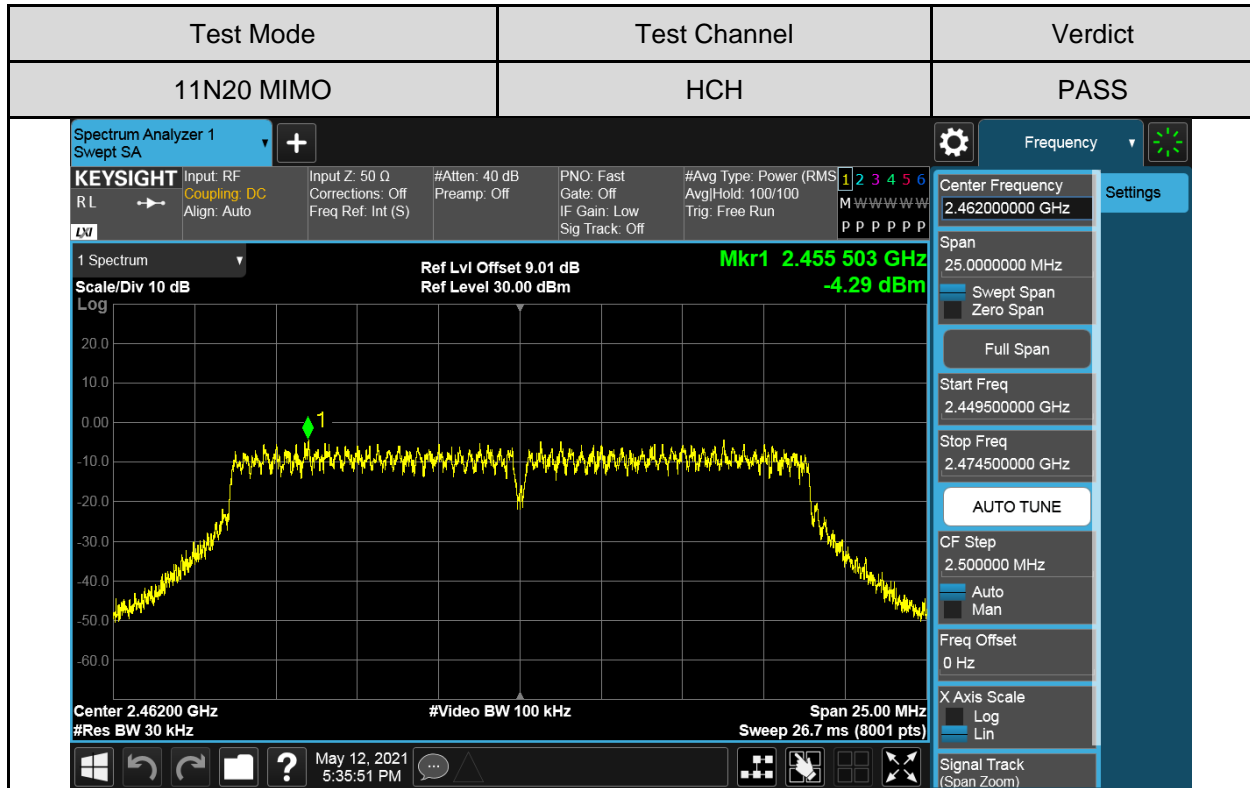 Test Mode Test Channel Verdict
11N20 MIMO HCH PASS
Spectrum Analyzer 1
Swept SA
+
Frequency
KEYSIGHT
RL
LXI
Input: RF
Coupling: DC
Align: Auto
Input Z: 50 Ω
Corrections: Off
Freq Ref: Int (S)
#Atten: 40 dB
Preamp: Off
PNO: Fast
Gate: Off
IF Gain: Low
Sig Track: Off
#Avg Type: Power (RMS
Avg|Hold: 100/100
Trig: Free Run
1 2 3 4 5 6
M W W W W W
P P P P P P
1 Spectrum
Scale/Div 10 dB
Ref Lvl Offset 9.01 dB
Ref Level 30.00 dBm
Mkr1 2.455 503 GHz
-4.29 dBm
Log
20.0
10.0
0.00
-10.0
-20.0
-30.0
-40.0
-50.0
-60.0
1
Center 2.46200 GHz
#Res BW 30 kHz
#Video BW 100 kHz
Span 25.00 MHz
Sweep 26.7 ms (8001 pts)
?
May 12, 2021
5:35:51 PM
Center Frequency
2.462000000 GHz
Settings
Span
25.0000000 MHz
Swept Span
Zero Span
Full Span
Start Freq
2.449500000 GHz
Stop Freq
2.474500000 GHz
AUTO TUNE
CF Step
2.500000 MHz
Auto
Man
Freq Offset
0 Hz
X Axis Scale
Log
Lin
Signal Track
(Span Zoom)